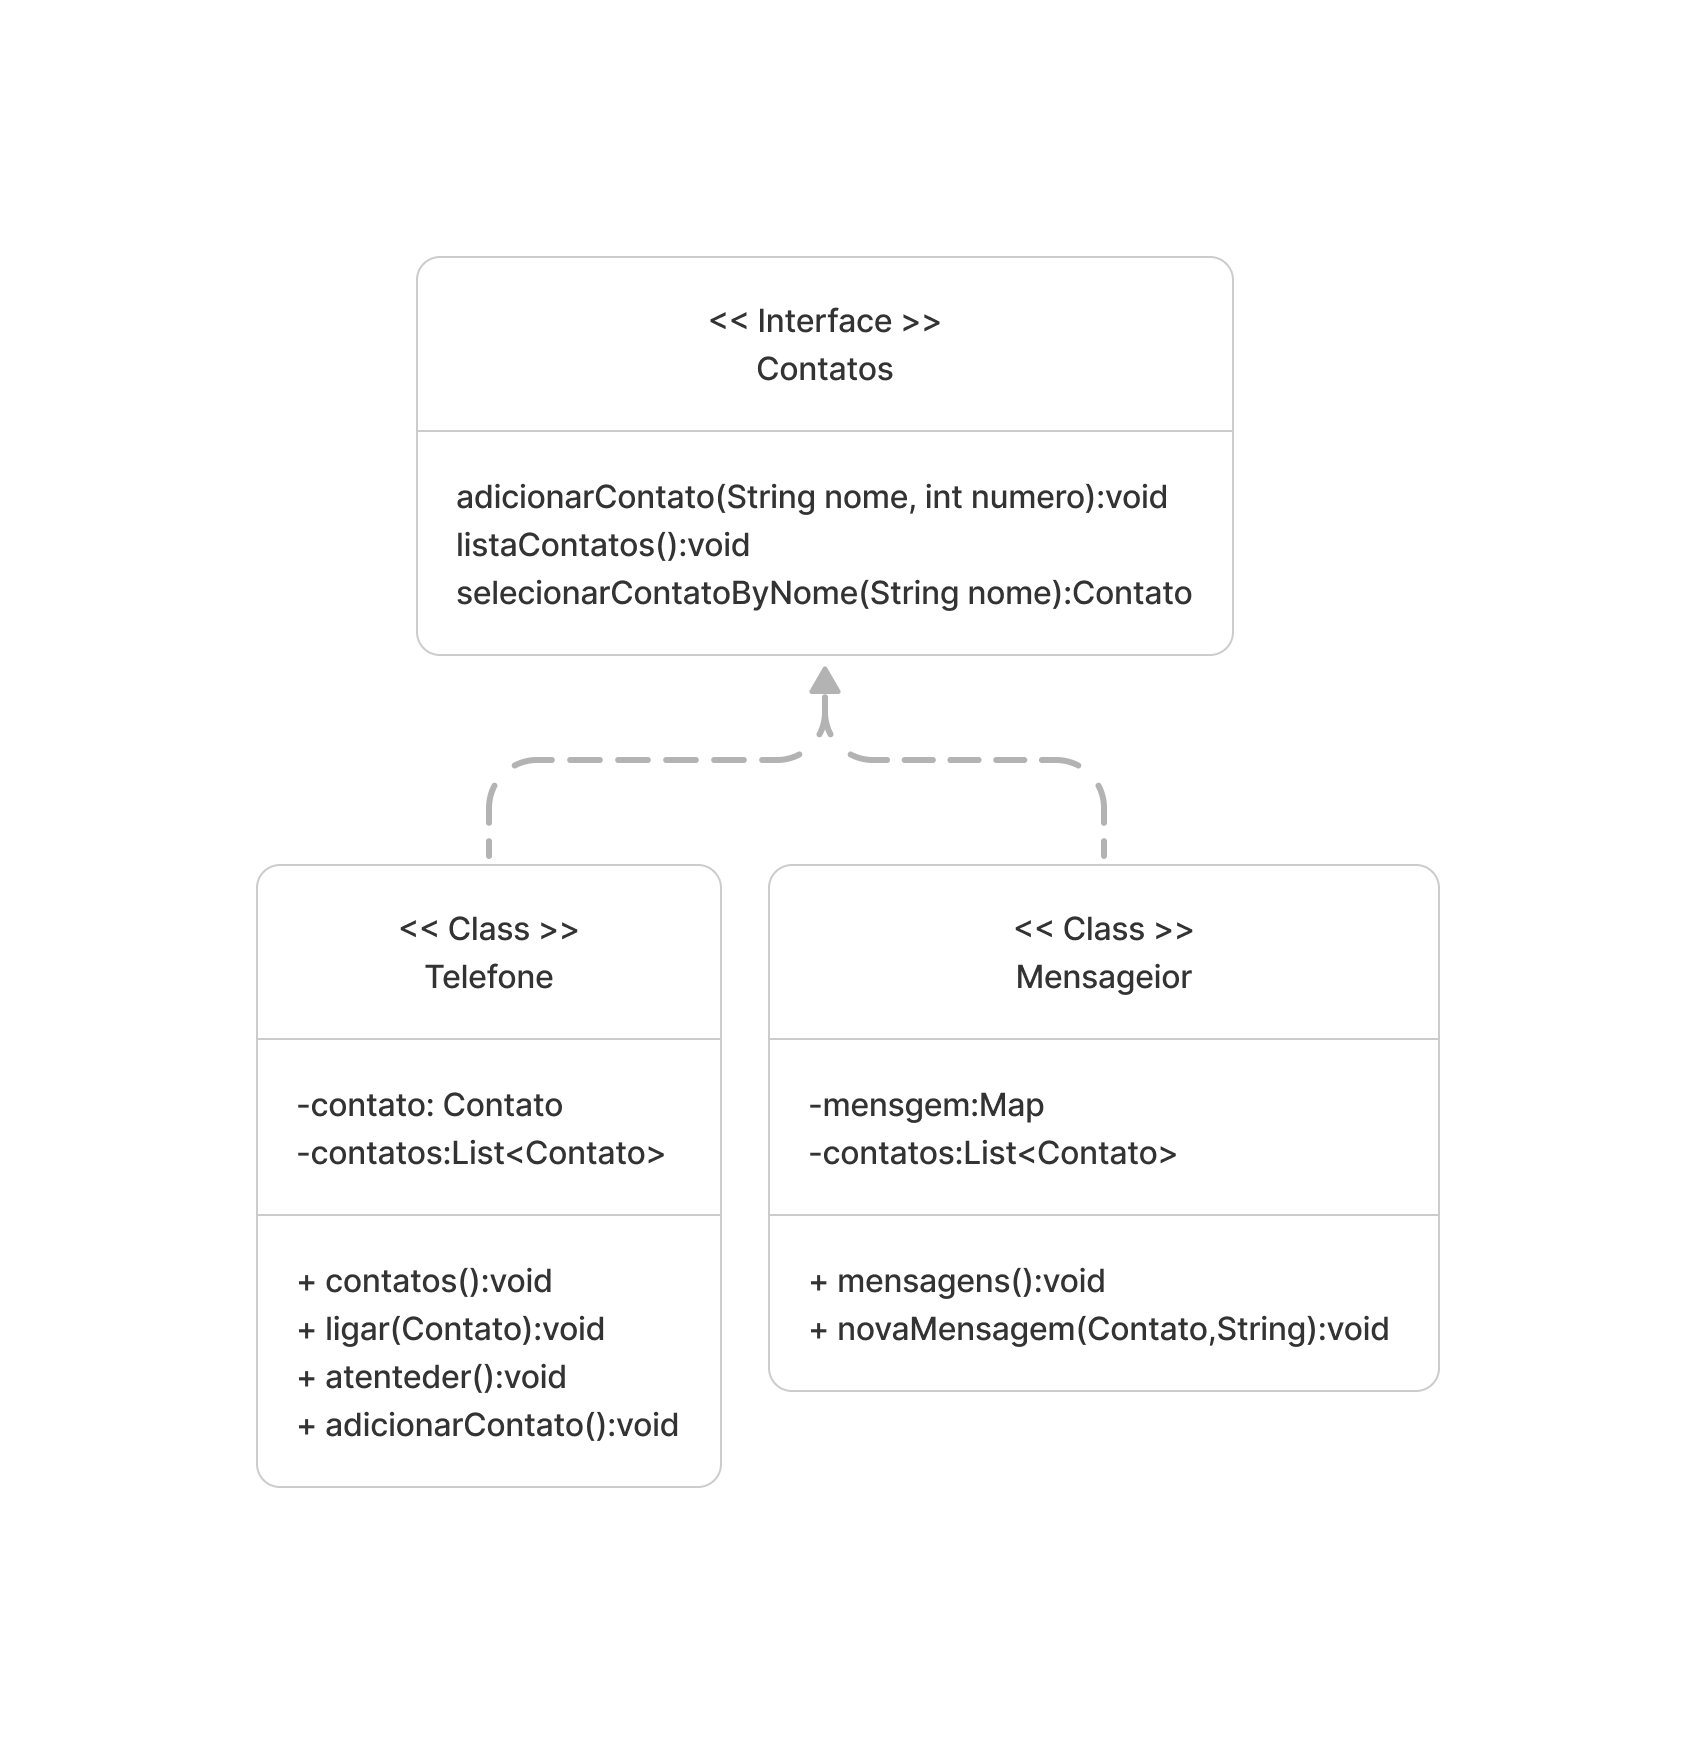 << Interface >>
Contatos
adicionarContato(String nome, int numero):void
listaContatos():void
selecionarContatoByNome(String nome):Contato
<< Class >>
Telefone
-contato: Contato
-contatos:List<Contato>
+ contatos():void
+ ligar(Contato):void
+ atenteder():void
+ adicionarContato():void
<< Class >>
Mensageior
-mensgem:Map
-contatos:List<Contato>
+ mensagens():void
+ novaMensagem(Contato,String):void